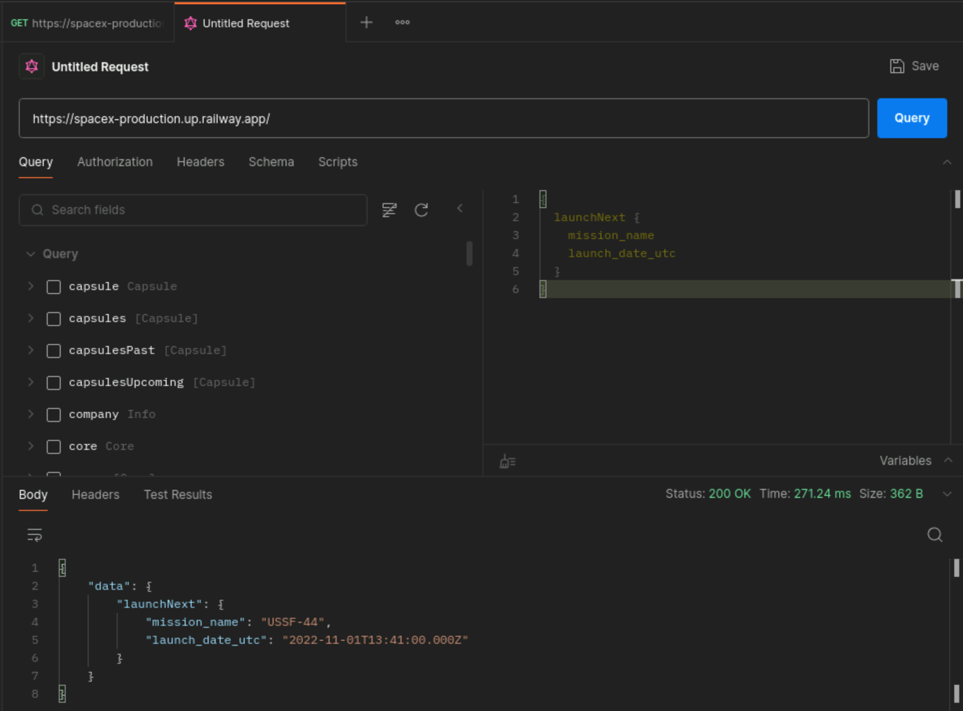 GET https://spacex-productio
Untitled Request
Untitled Request
Save
https://spacex-production.up.railway.app/
Query
Query Authorization Headers Schema Scripts
Search fields
Query
capsule Capsule
capsules [Capsule]
capsulesPast [Capsule]
capsulesUpcoming [Capsule]
company Info
core Core
1 {
2 launchNext {
3 mission_name
4 launch_date_utc
5 }
6 }
Variables
Body Headers Test Results
Status: 200 OK Time: 271.24 ms Size: 362 B
1 {
2 "data": {
3 "launchNext": {
4 "mission_name": "USSF-44",
5 "launch_date_utc": "2022-11-01T13:41:00.000Z"
6 }
7 }
8 }